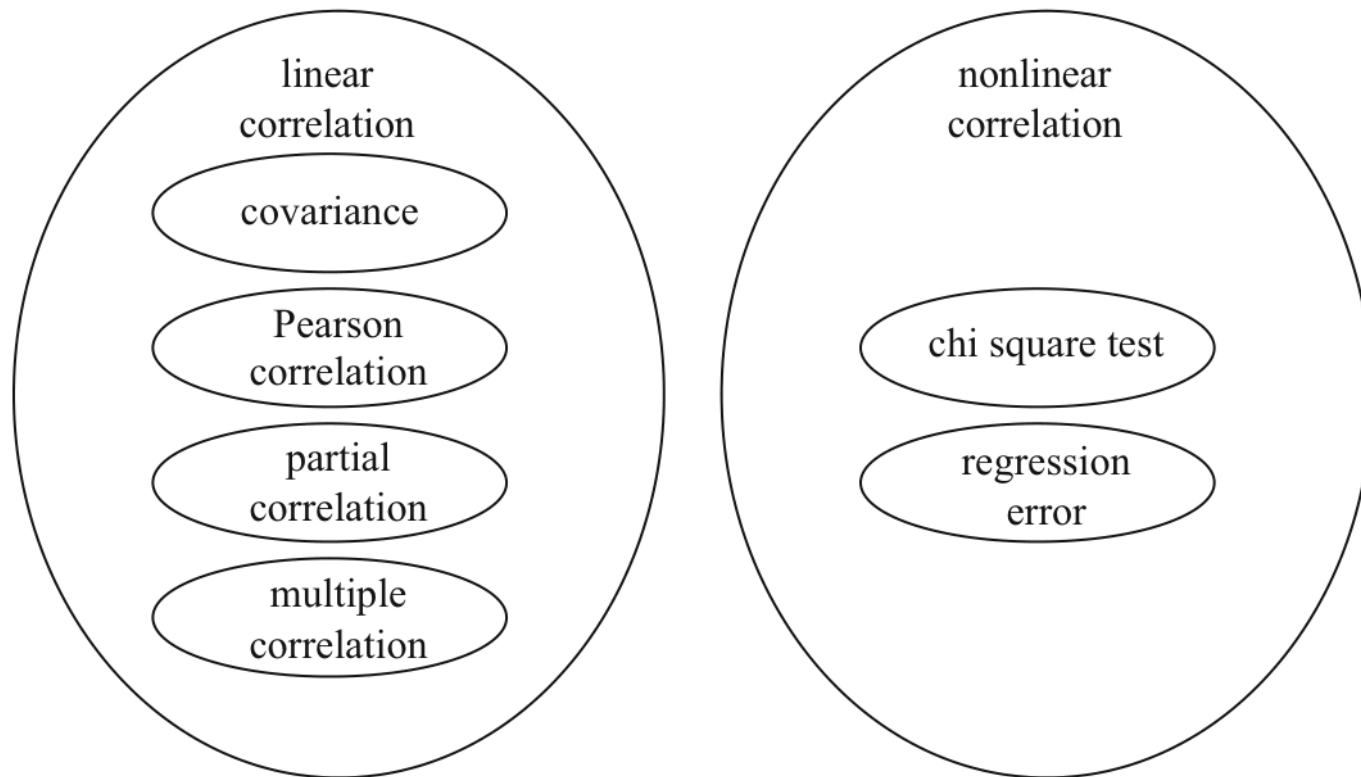 linear
correlation
covariance
Pearson
correlation
partial
correlation
multiple
correlation
nonlinear
correlation
chi square test
regression
error